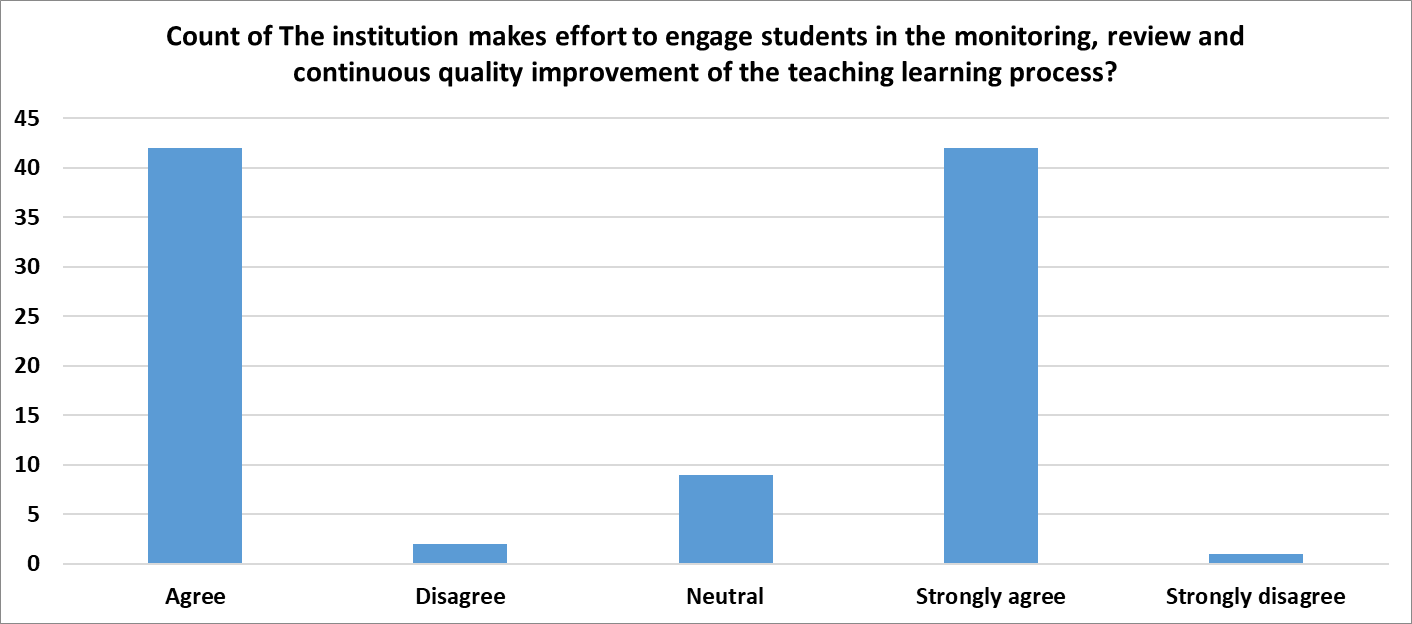 Count of The institution makes effort to engage students in the monitoring, review and
continuous quality improvement of the teaching learning process?
45
40
35
30
25
20
15
10
5
0
Agree
Disagree
Neutral
Strongly agree
Strongly disagree